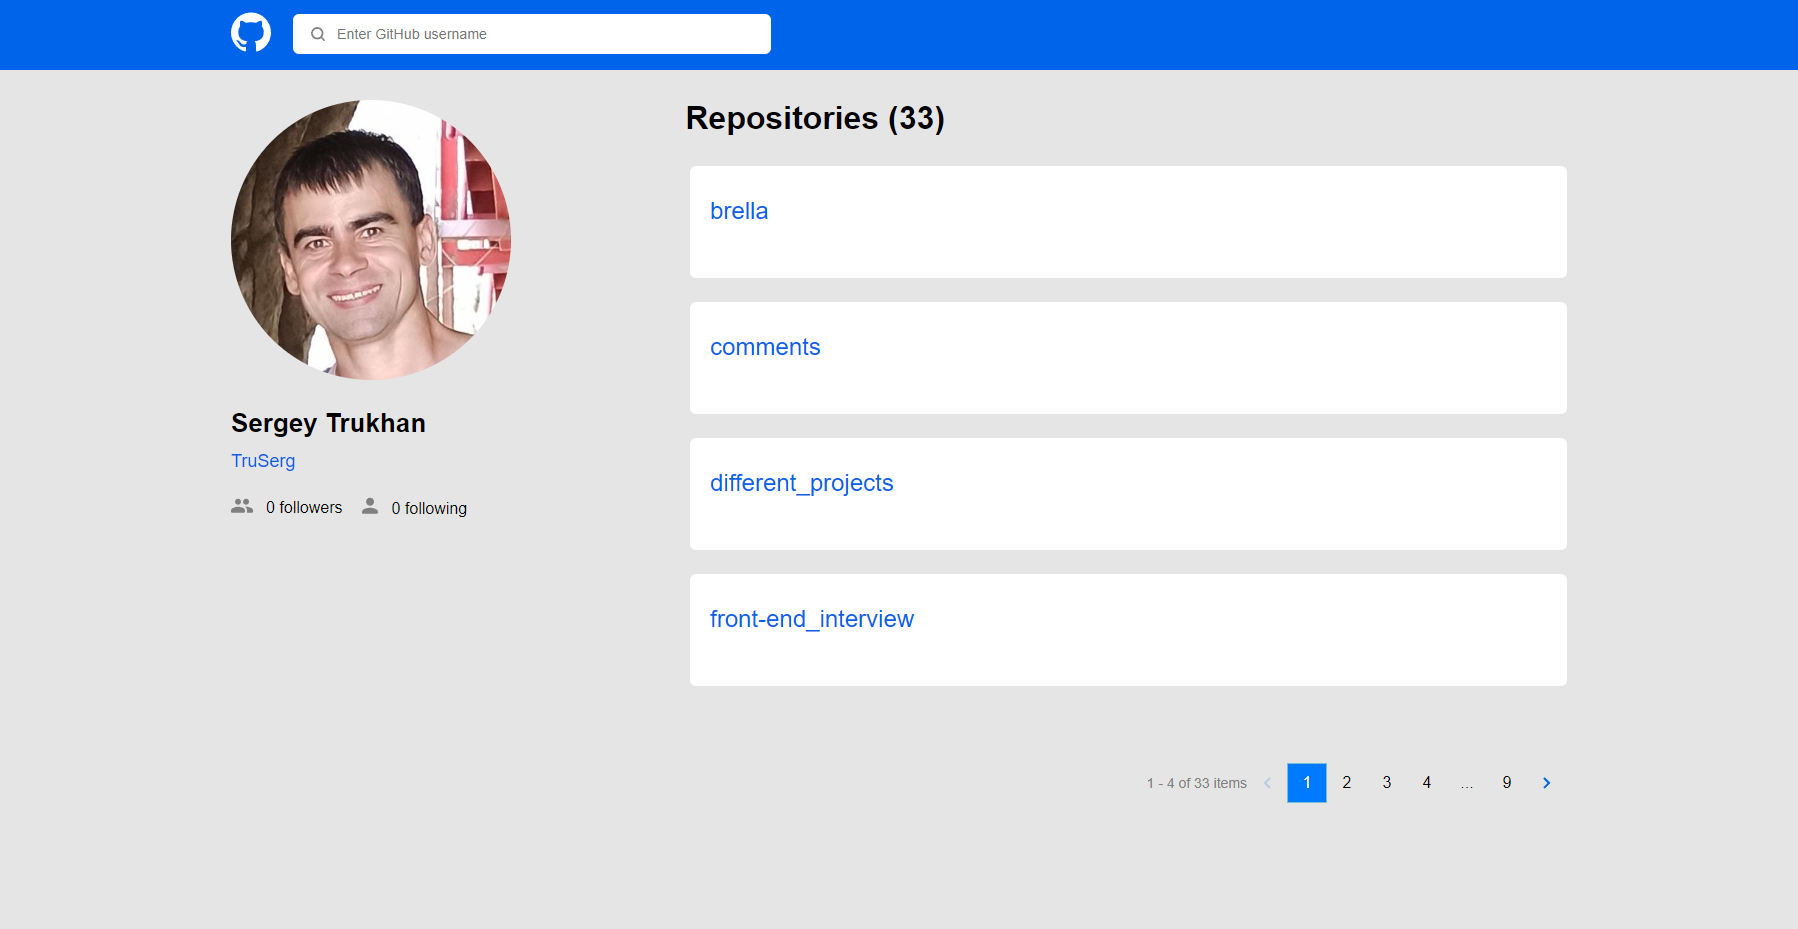 Enter GitHub username
Sergey Trukhan
TruSerg
0 followers 0 following
Repositories (33)
brella
comments
different_projects
front-end_interview
1 - 4 of 33 items 1 2 3 4 ... 9